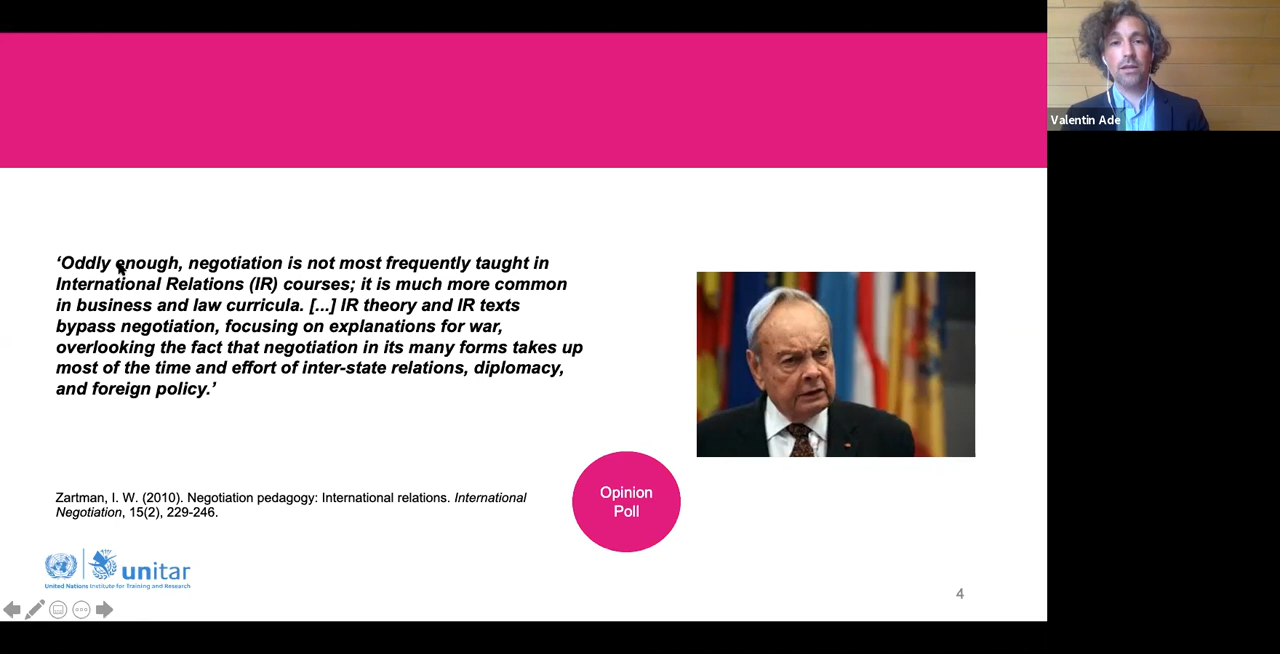 ‘Oddly enough, negotiation is not most frequently taught in
International Relations (IR) courses; it is much more common
in business and law curricula. [...] IR theory and IR texts
bypass negotiation, focusing on explanations for war,
overlooking the fact that negotiation in its many forms takes up
most of the time and effort of inter-state relations, diplomacy,
and foreign policy.’
Zartman, I. W. (2010). Negotiation pedagogy: International relations. International
Negotiation, 15(2), 229-246.
Opinion
Poll
unitar
United Nations Institute for Training and Research
4
Valentin Ade